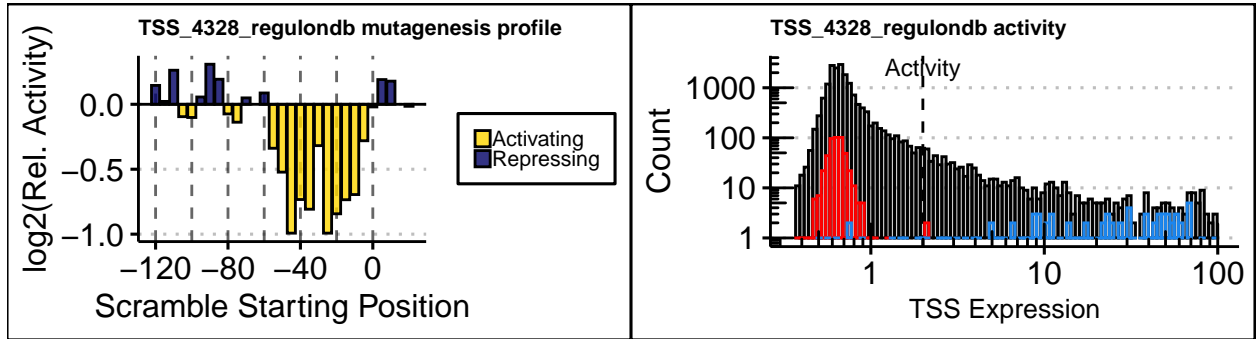 TSS_4328_regulondb mutagenesis profile
log2(Rel. Activity)
0.0
−0.5
−1.0
−120
−80
−40
0
Scramble Starting Position
Activating
Repressing
TSS_4328_regulondb activity
Activity
Count
1000
100
10
1
1
10
100
TSS Expression